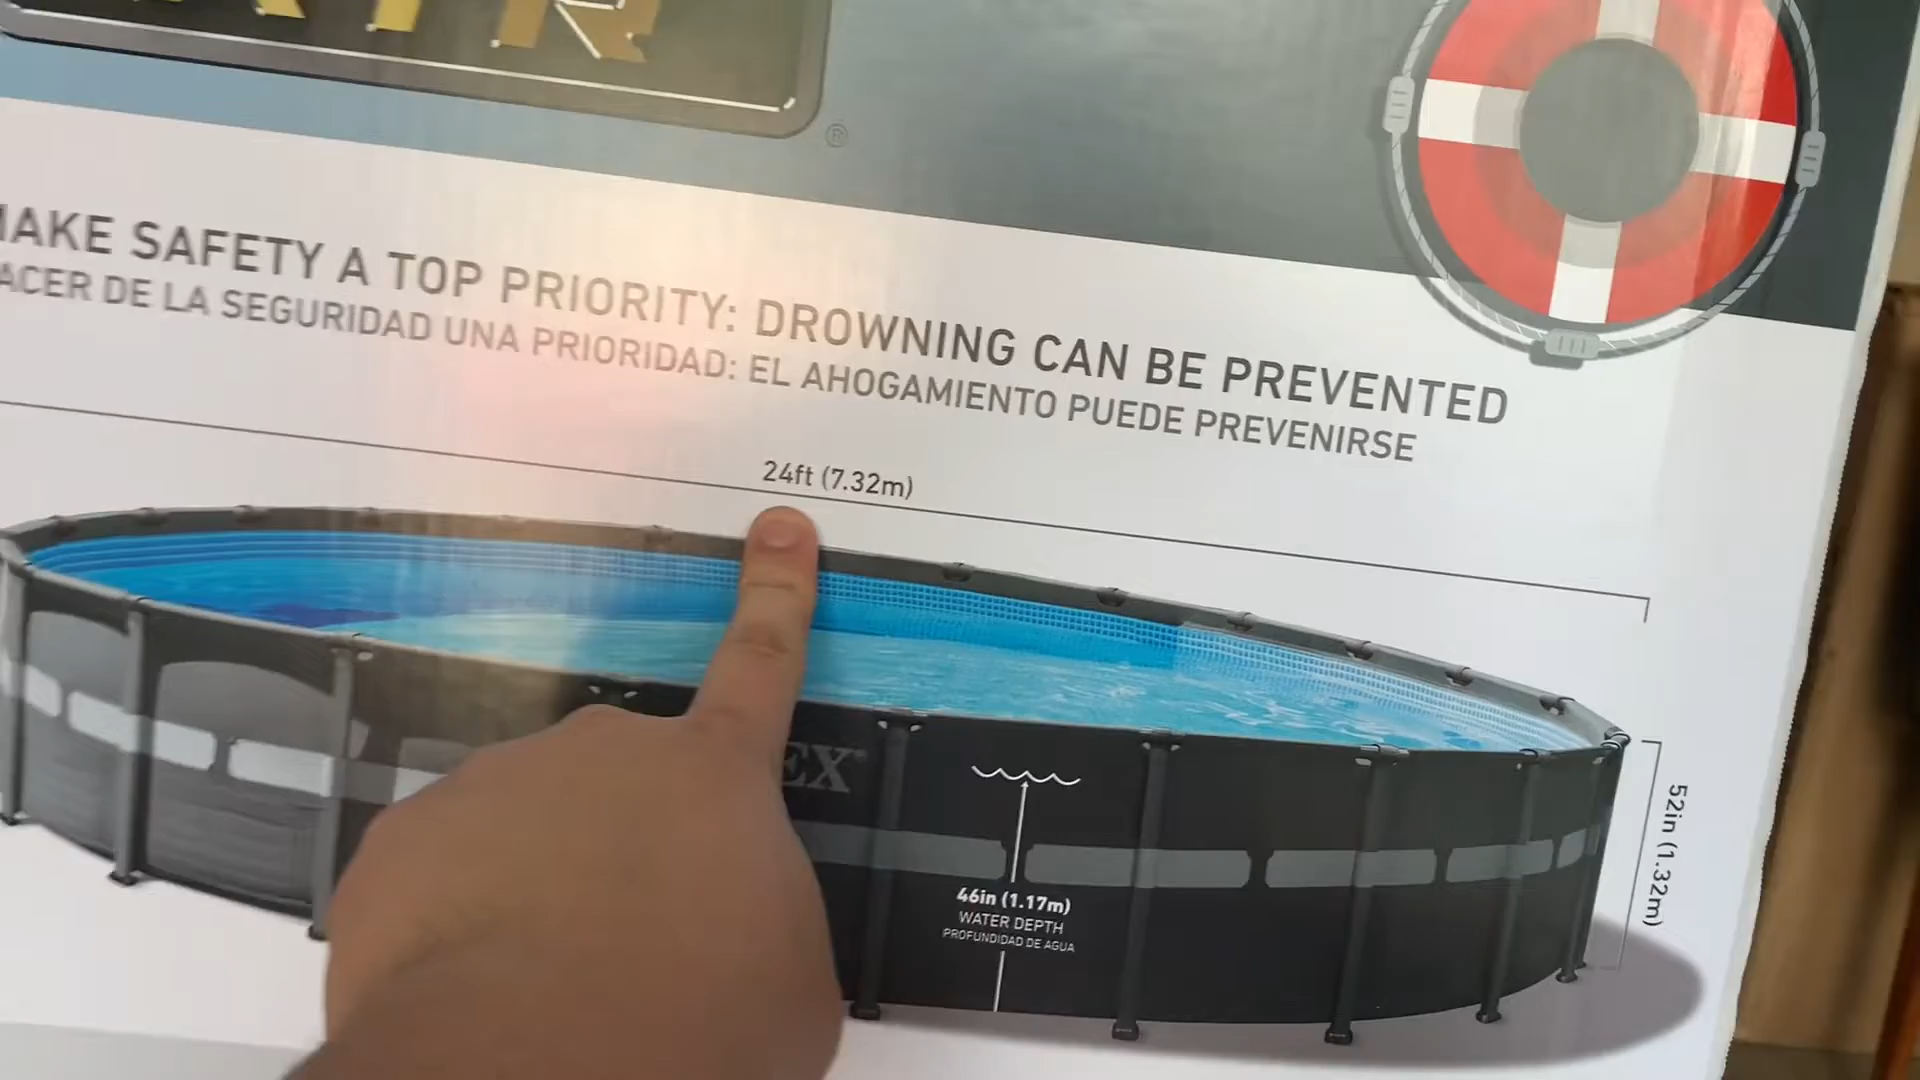 XTR
®
MAKE SAFETY A TOP PRIORITY: DROWNING CAN BE PREVENTED
ACER DE LA SEGURIDAD UNA PRIORIDAD: EL AHOGAMIENTO PUEDE PREVENIRSE
24ft (7.32m)
EX®
52in (1.32m)
46in (1.17m)
WATER DEPTH
PROFUNDIDAD DE AGUA